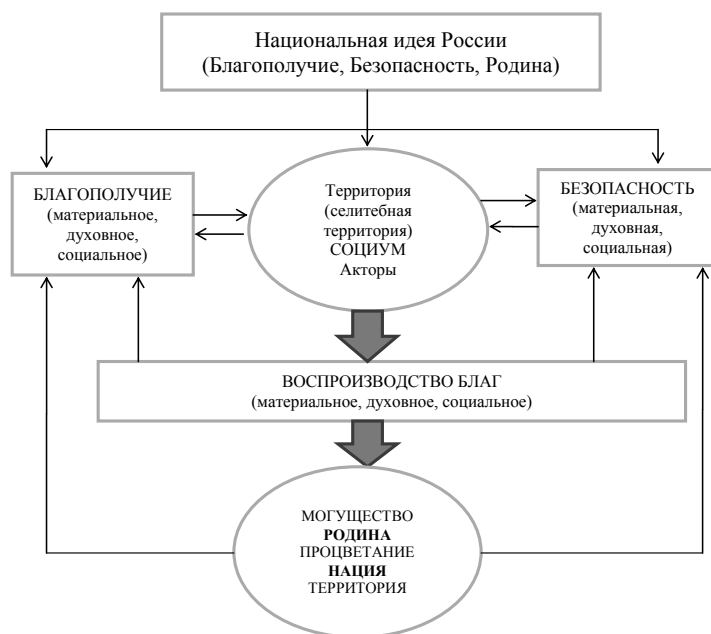 Национальная идея России
(Благополучие, Безопасность, Родина)
БЛАГОПОЛУЧИЕ
(материальное,
духовное,
социальное)
Территория
(селитебная
территория)
СОЦИУМ
Акторы
БЕЗОПАСНОСТЬ
(материальная,
духовная,
социальная)
ВОСПРОИЗВОДСТВО БЛАГ
(материальное, духовное, социальное)
МОГУЩЕСТВО
РОДИНА
ПРОЦВЕТАНИЕ
НАЦИЯ
ТЕРРИТОРИЯ